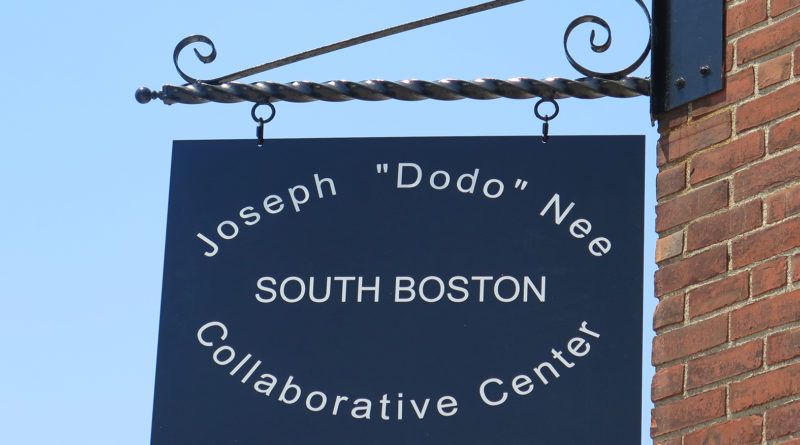 Joseph "Dodo" Nee
SOUTH BOSTON
Collaborative Center